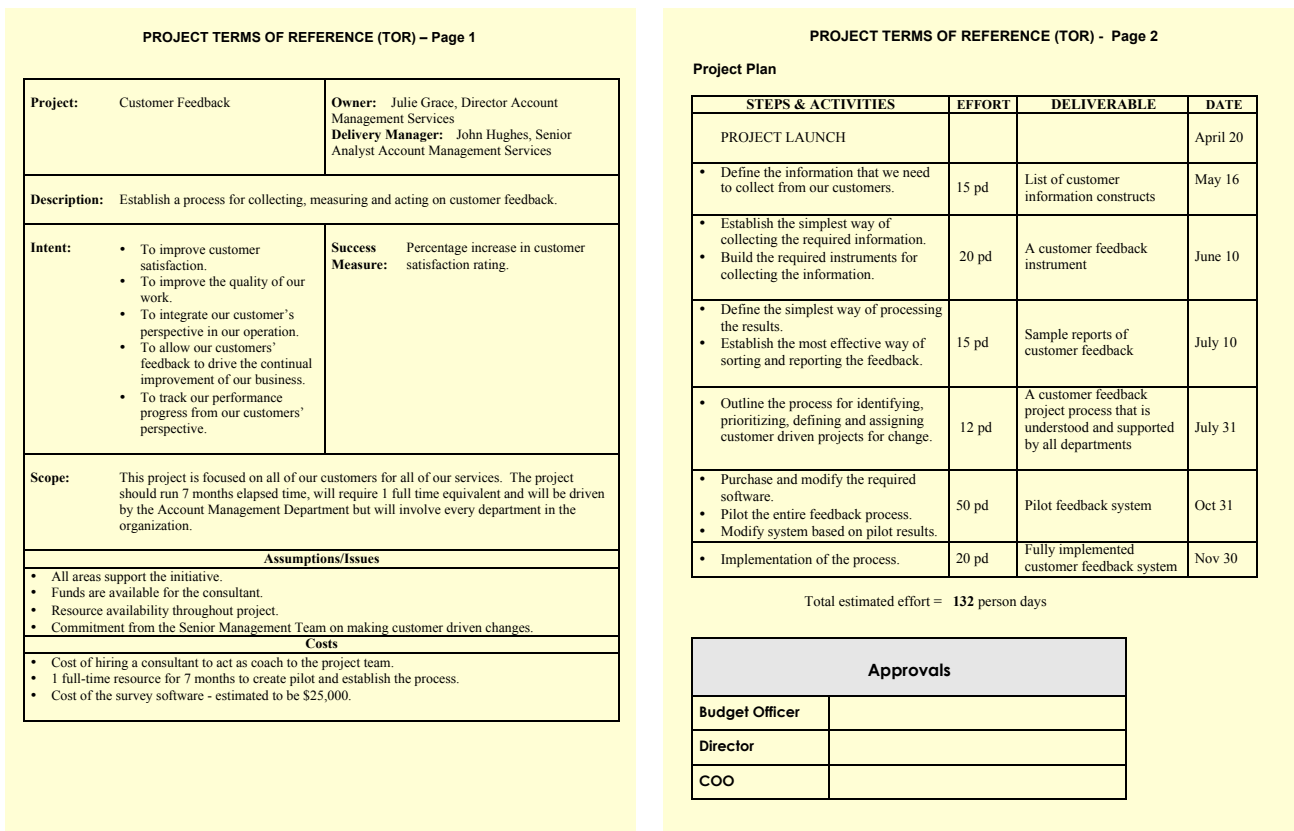 PROJECT TERMS OF REFERENCE (TOR) – Page 1
Project: Customer Feedback
Owner: Julie Grace, Director Account
Management Services
Delivery Manager: John Hughes, Senior
Analyst Account Management Services
Description: Establish a process for collecting, measuring and acting on customer feedback.
Intent:
• To improve customer
satisfaction.
• To improve the quality of our
work.
• To integrate our customer’s
perspective in our operation.
• To allow our customers’
feedback to drive the continual
improvement of our business.
• To track our performance
progress from our customers’
perspective.
Success Percentage increase in customer
Measure: satisfaction rating.
Scope: This project is focused on all of our customers for all of our services. The project
should run 7 months elapsed time, will require 1 full time equivalent and will be driven
by the Account Management Department but will involve every department in the
organization.
Assumptions/Issues
• All areas support the initiative.
• Funds are available for the consultant.
• Resource availability throughout project.
• Commitment from the Senior Management Team on making customer driven changes.
Costs
• Cost of hiring a consultant to act as coach to the project team.
• 1 full-time resource for 7 months to create pilot and establish the process.
• Cost of the survey software - estimated to be $25,000.
PROJECT TERMS OF REFERENCE (TOR) - Page 2
Project Plan
STEPS & ACTIVITIES EFFORT DELIVERABLE DATE
PROJECT LAUNCH April 20
• Define the information that we need
to collect from our customers.
15 pd
List of customer
information constructs
May 16
• Establish the simplest way of
collecting the required information.
• Build the required instruments for
collecting the information.
20 pd
A customer feedback
instrument
June 10
• Define the simplest way of processing
the results.
• Establish the most effective way of
sorting and reporting the feedback.
15 pd
Sample reports of
customer feedback
July 10
• Outline the process for identifying,
prioritizing, defining and assigning
customer driven projects for change.
12 pd
A customer feedback
project process that is
understood and supported
by all departments
July 31
• Purchase and modify the required
software.
• Pilot the entire feedback process.
• Modify system based on pilot results.
50 pd
Pilot feedback system
Oct 31
• Implementation of the process.
20 pd
Fully implemented
customer feedback system
Nov 30
Total estimated effort = 132 person days
Approvals
Budget Officer
Director
COO